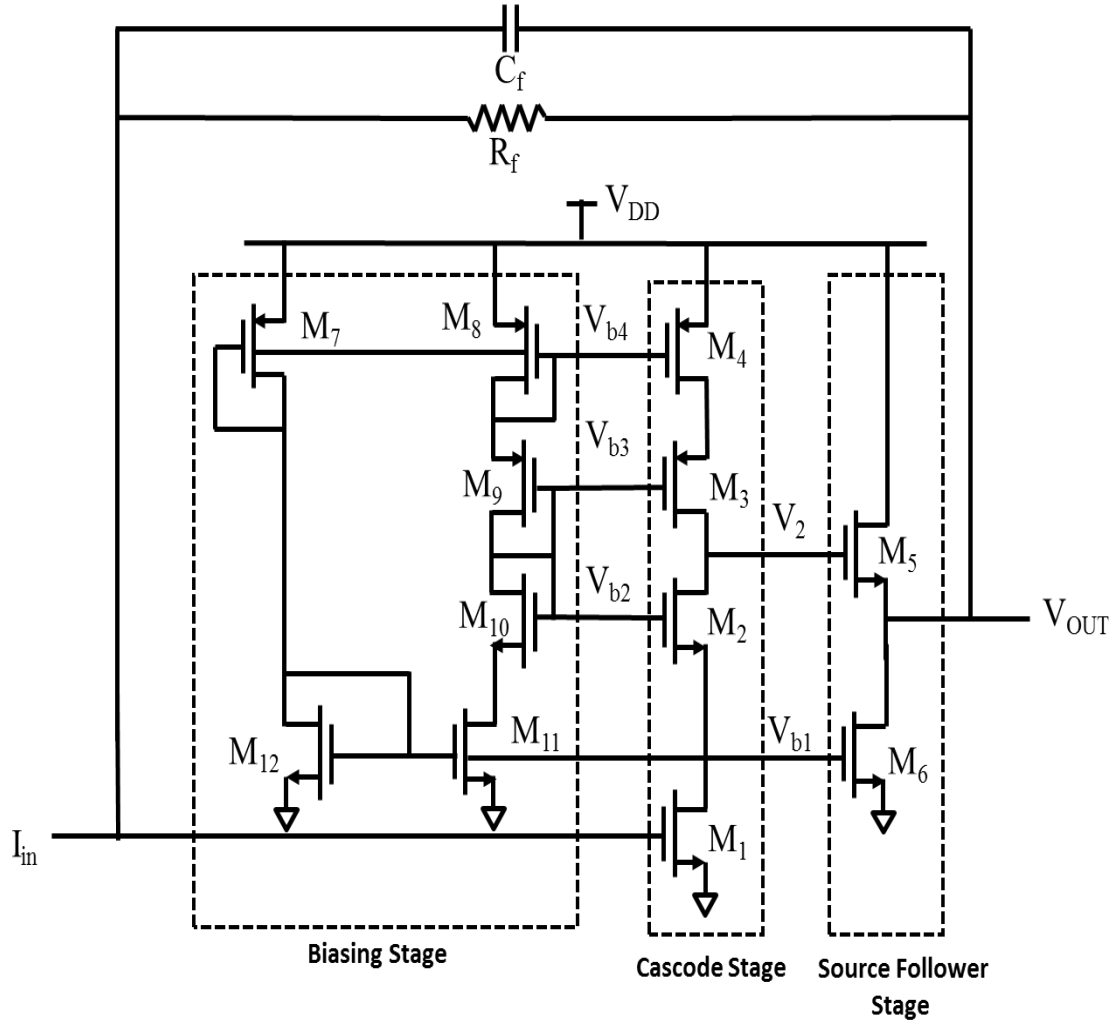 C_f
R_f
V_DD
M_7
M_8
V_b4
M_4
V_b3
M_9
M_3
V_2
M_5
V_b2
M_10
M_2
V_OUT
M_12
M_11
V_b1
M_6
I_in
M_1
Biasing Stage
Cascode Stage
Source Follower
Stage